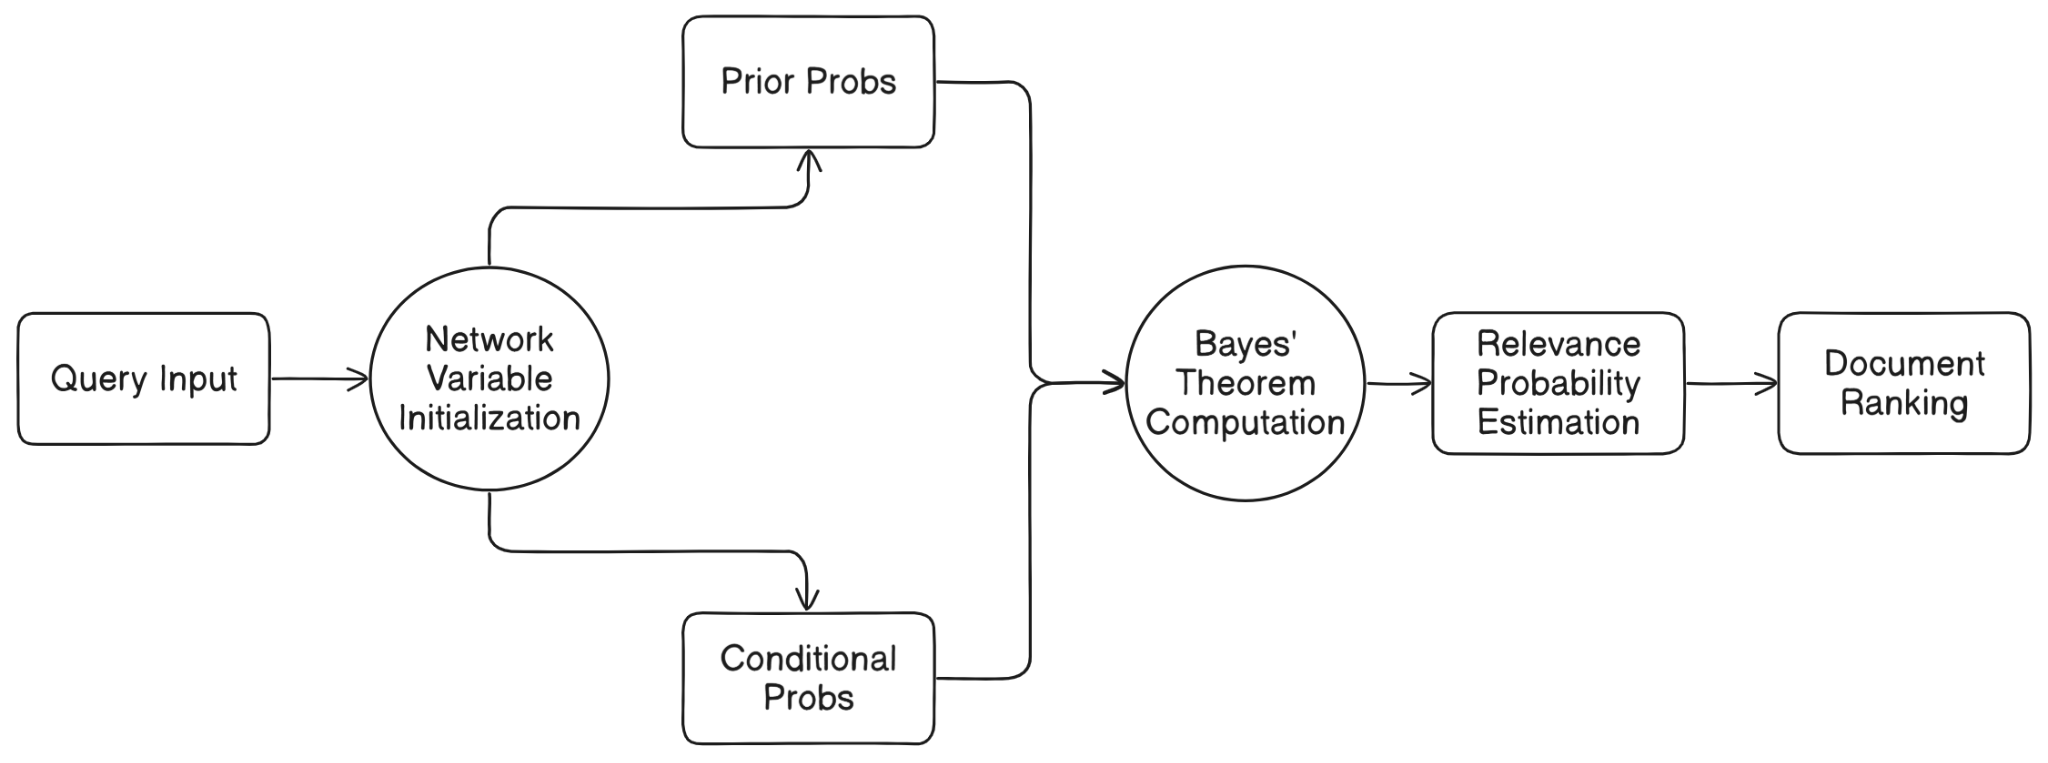 Query Input
Network
Variable
Initialization
Prior Probs
Conditional
Probs
Bayes'
Theorem
Computation
Relevance
Probability
Estimation
Document
Ranking